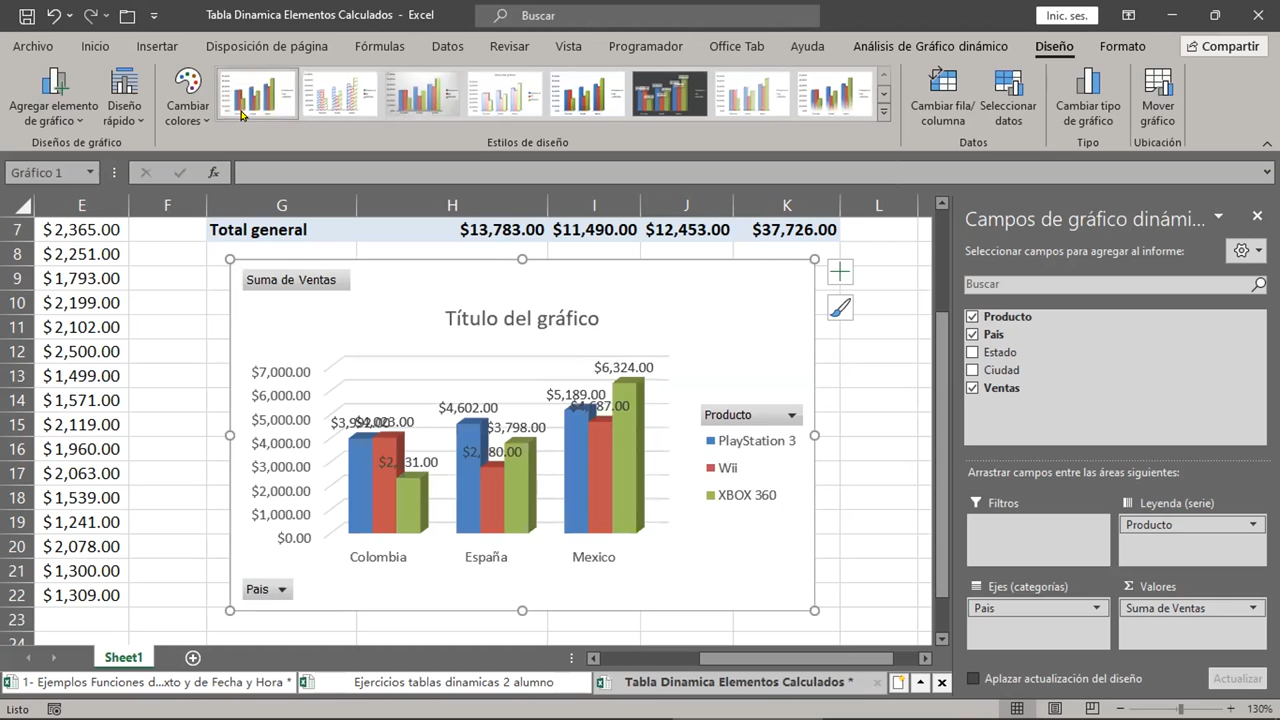 Tabla Dinamica Elementos Calculados - Excel
Buscar
Inic. ses.
Archivo Inicio Insertar Disposición de página Fórmulas Datos Revisar Vista Programador Office Tab Ayuda Análisis de Gráfico dinámico Diseño Formato Compartir
Agregar elemento de gráfico
Diseño rápido
Cambiar colores
Cambiar fila/columna
Seleccionar datos
Cambiar tipo de gráfico
Mover gráfico
Diseños de gráfico
Estilos de diseño
Datos
Tipo
Ubicación
Gráfico 1
fx
E F G H I J K L
7 $2,365.00 Total general $13,783.00 $11,490.00 $12,453.00 $37,726.00
8 $2,251.00
9 $1,793.00
10 $2,199.00
11 $2,102.00
12 $2,500.00
13 $1,499.00
14 $1,571.00
15 $2,119.00
16 $1,960.00
17 $2,063.00
18 $1,539.00
19 $1,241.00
20 $2,078.00
21 $1,300.00
22 $1,309.00
23
24
Suma de Ventas
Título del gráfico
$7,000.00
$6,000.00
$5,000.00
$4,000.00
$3,000.00
$2,000.00
$1,000.00
$0.00
$4,602.00
$3,798.00
$5,189.00
$6,324.00
Colombia España Mexico
Producto
PlayStation 3
Wii
XBOX 360
Pais
Campos de gráfico dinámi...
Seleccionar campos para agregar al informe:
Buscar
Producto
Pais
Estado
Ciudad
Ventas
Arrastrar campos entre las áreas siguientes:
Filtros
Leyenda (serie)
Producto
Ejes (categorías)
Σ Valores
Pais
Suma de Ventas
Aplazar actualización del diseño
Actualizar
Sheet1
1- Ejemplos Funciones d...xto y de Fecha y Hora *
Ejercicios tablas dinamicas 2 alumno
Tabla Dinamica Elementos Calculados *
Listo
130%